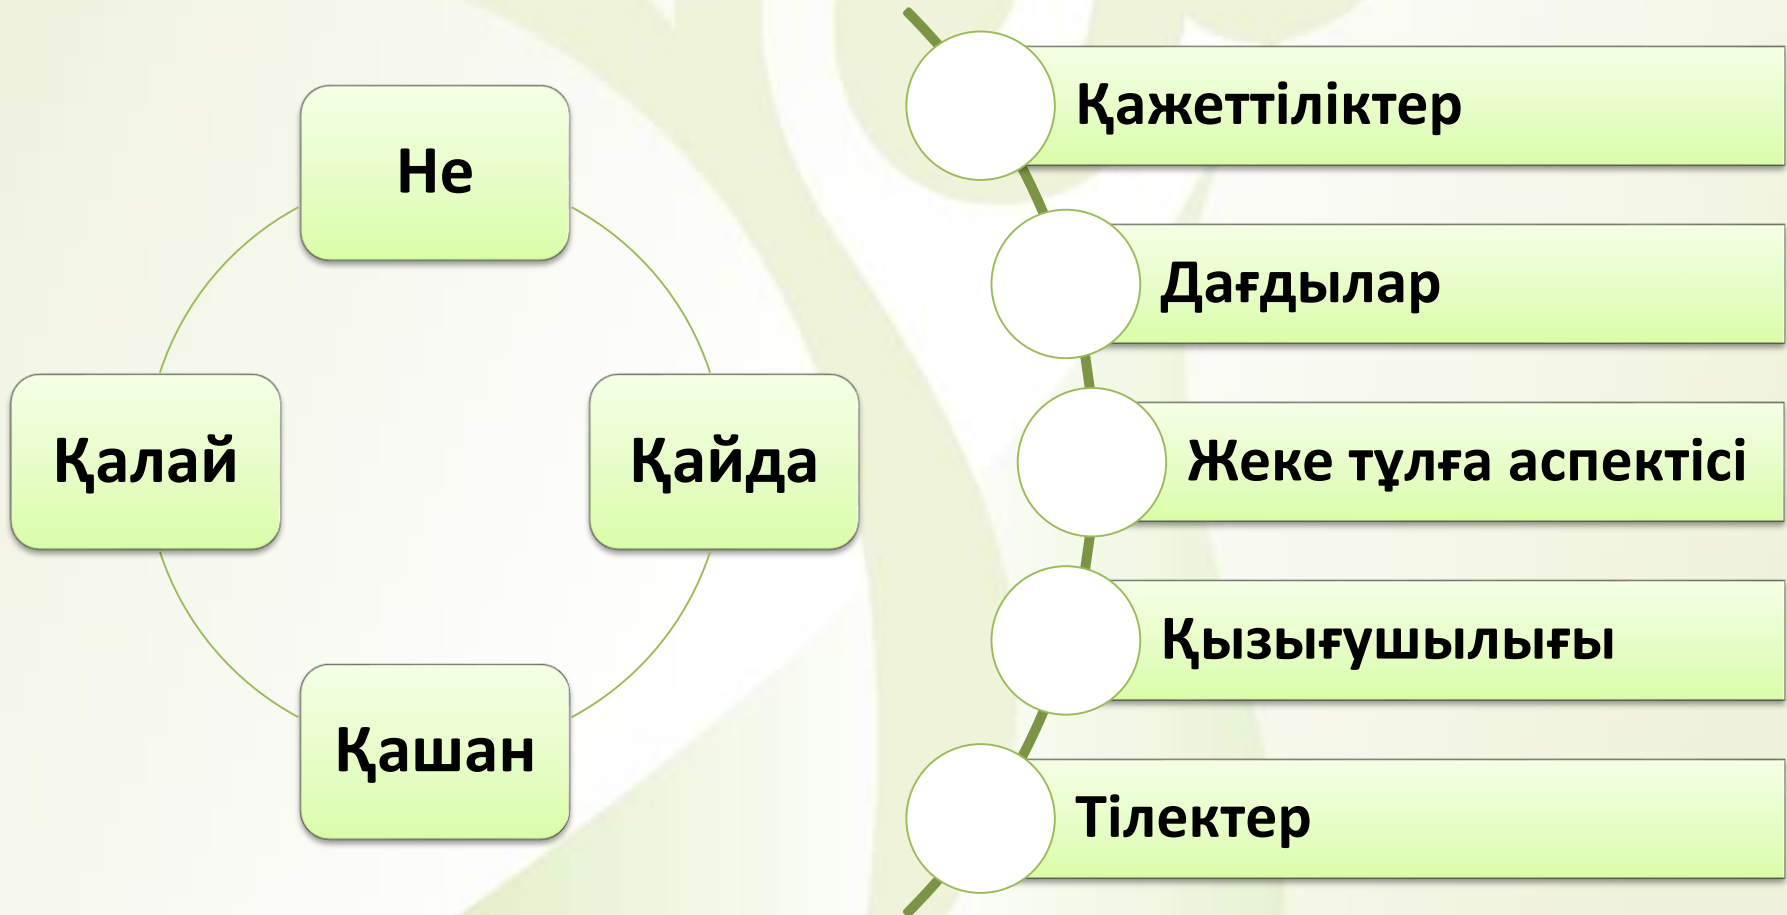 Не
Қалай
Қайда
Қашан
Қажеттіліктер
Дағдылар
Жеке тұлға аспектісі
Қызығушылығы
Тілектер